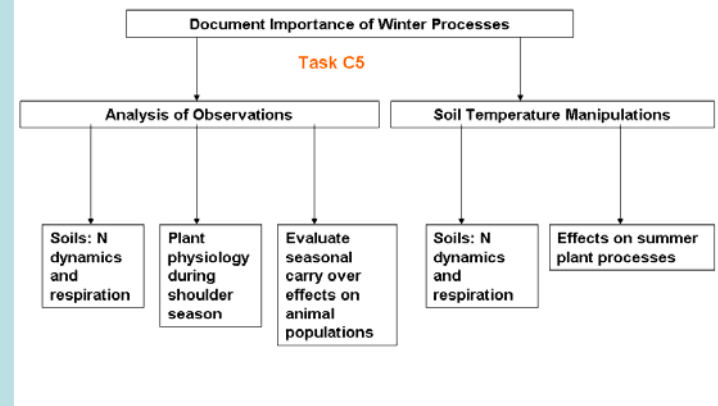 Document Importance of Winter Processes
Task C5
Analysis of Observations
Soil Temperature Manipulations
Soils: N
dynamics
and
respiration
Plant
physiology
during
shoulder
season
Evaluate
seasonal
carry over
effects on
animal
populations
Soils: N
dynamics
and
respiration
Effects on summer
plant processes